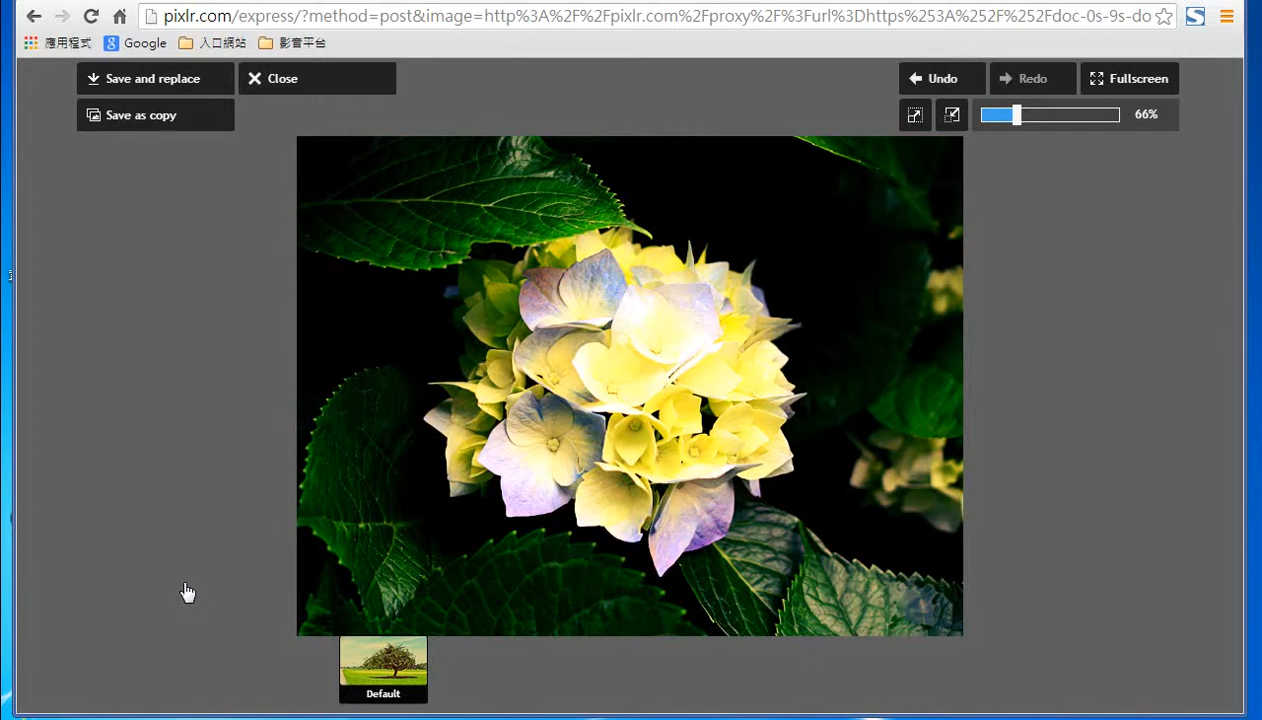 pixlr.com/express/?method=post&image=http%3A%2F%2Fpixlr.com%2Fproxy%2F%3Furl%3Dhttps%253A%252F%252Fdoc-0s-9s-do
應用程式 Google 入口網站 影音平台
Save and replace Close Undo Redo Fullscreen
Save as copy 66%
Default